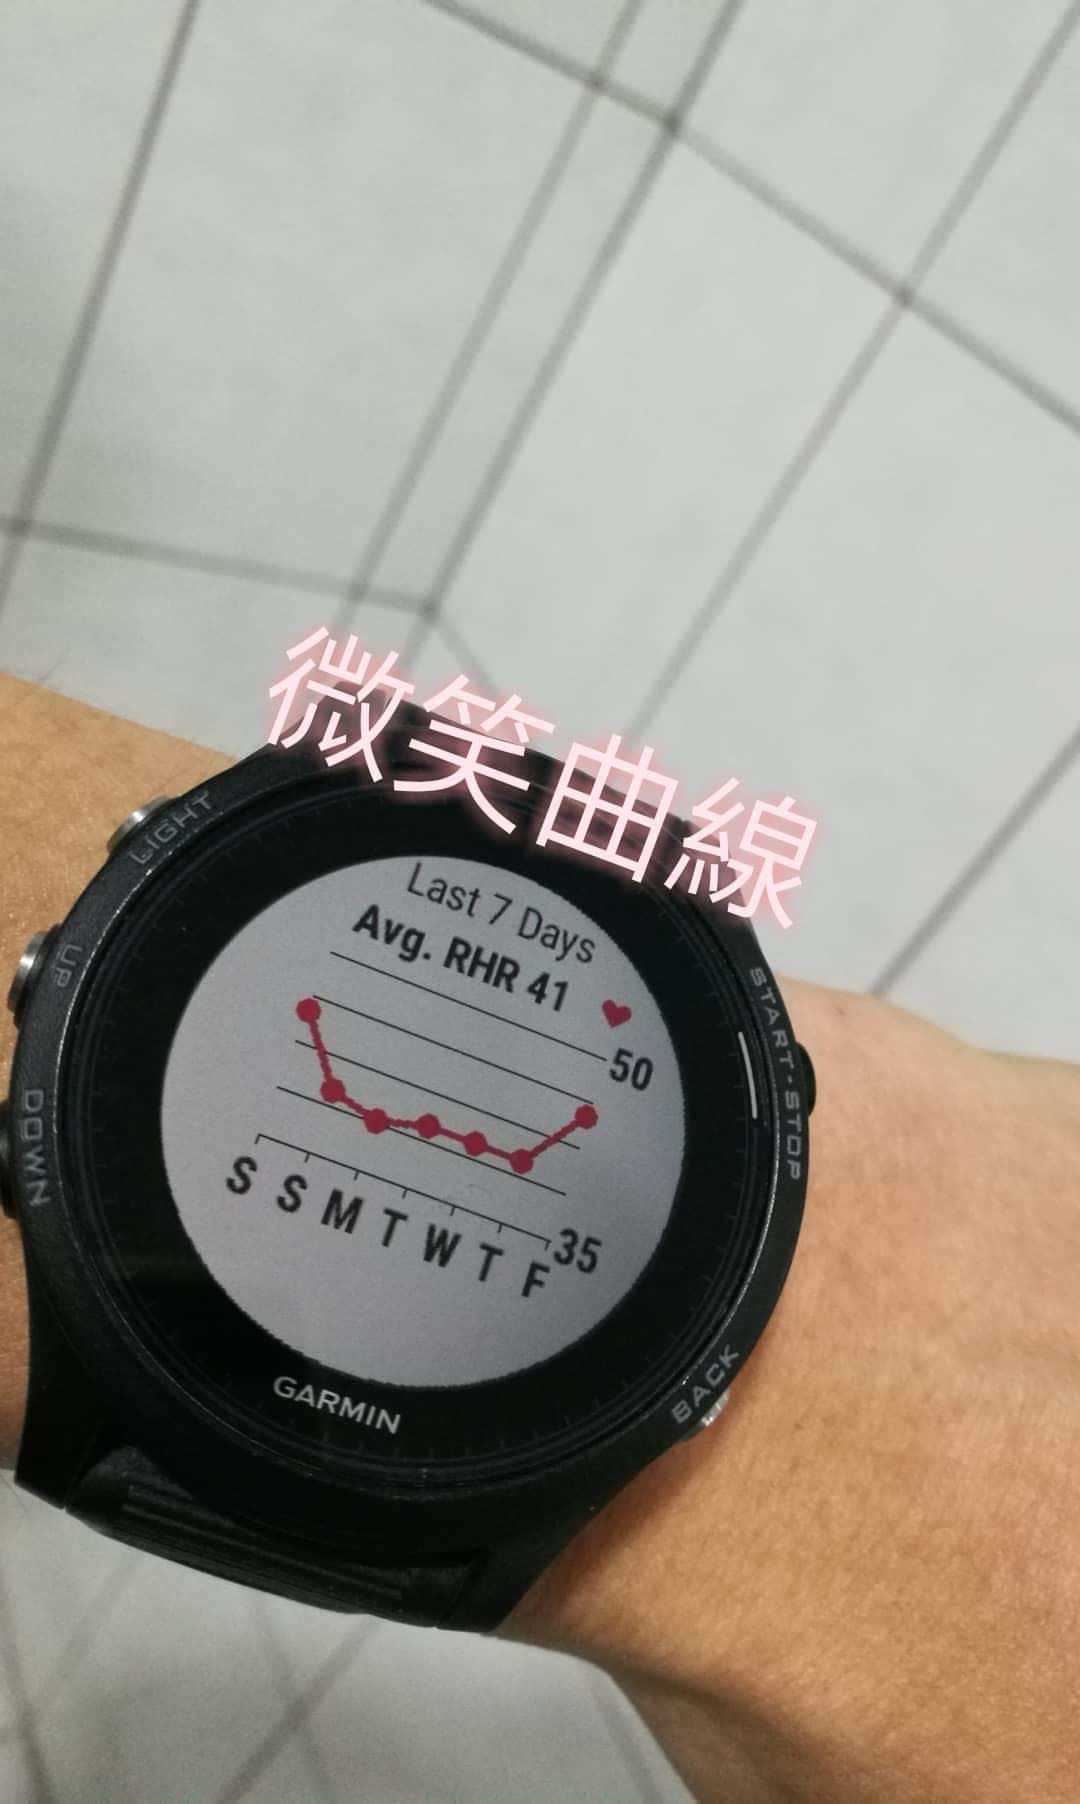 微笑曲線
LIGHT
UP
DOWN
START·STOP
BACK
Last 7 Days
Avg. RHR 41
50
35
S S M T W T F
GARMIN